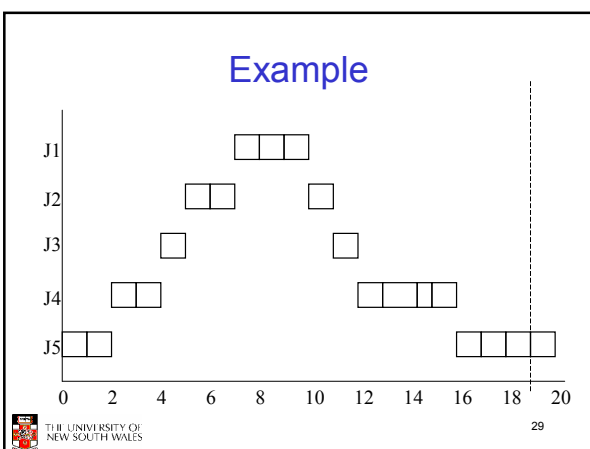 Example
J1
J2
J3
J4
J5
0 2 4 6 8 10 12 14 16 18 20
THE UNIVERSITY OF
NEW SOUTH WALES
29